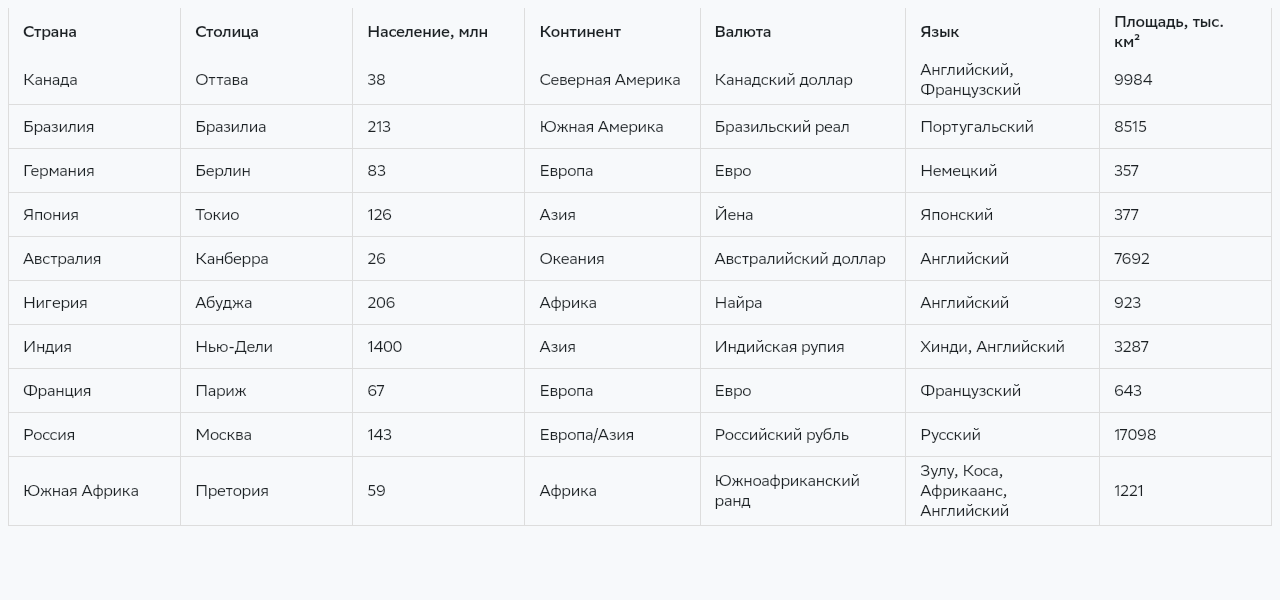 Страна Столица Население, млн Континент Валюта Язык Площадь, тыс. км²
Канада Оттава 38 Северная Америка Канадский доллар Английский, Французский 9984
Бразилия Бразилиа 213 Южная Америка Бразильский реал Португальский 8515
Германия Берлин 83 Европа Евро Немецкий 357
Япония Токио 126 Азия Йена Японский 377
Австралия Канберра 26 Океания Австралийский доллар Английский 7692
Нигерия Абуджа 206 Африка Найра Английский 923
Индия Нью-Дели 1400 Азия Индийская рупия Хинди, Английский 3287
Франция Париж 67 Европа Евро Французский 643
Россия Москва 143 Европа/Азия Российский рубль Русский 17098
Южная Африка Претория 59 Африка Южноафриканский ранд Зулу, Коса, Африкаанс, Английский 1221